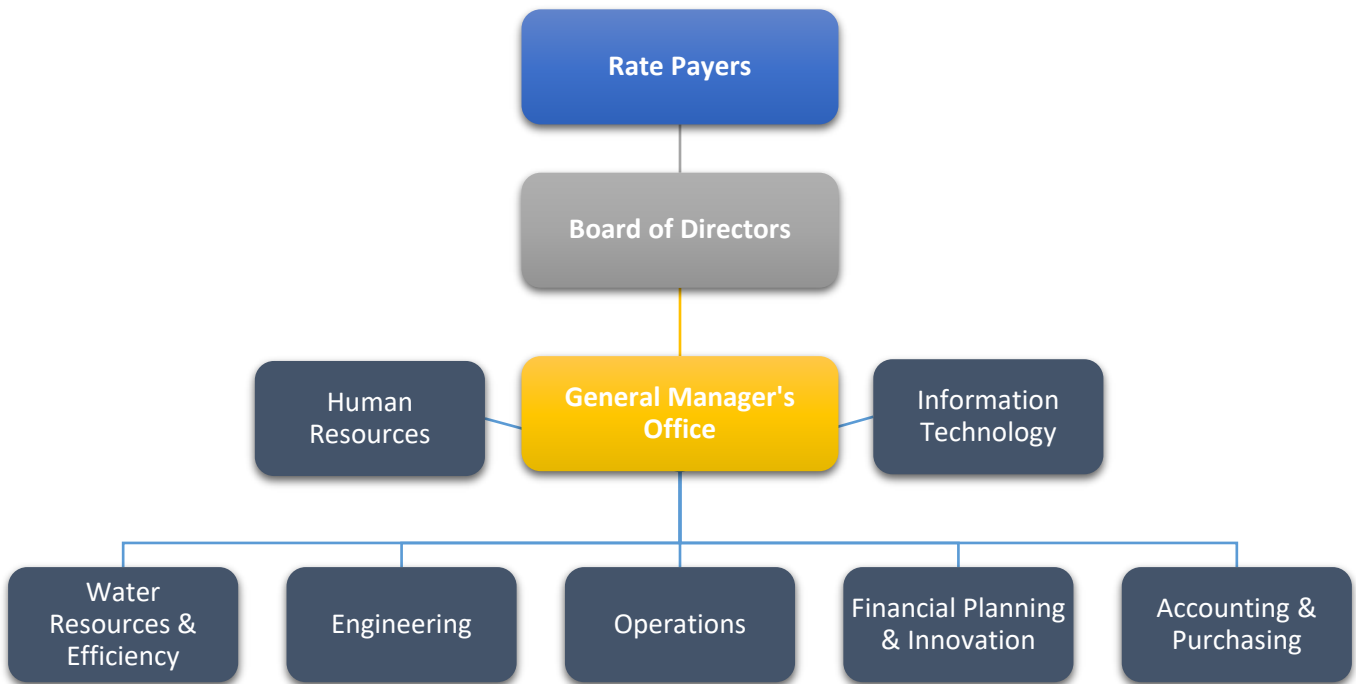 Rate Payers
Board of Directors
Human
Resources
General Manager's
Office
Information
Technology
Water
Resources &
Efficiency
Engineering
Operations
Financial Planning
& Innovation
Accounting &
Purchasing